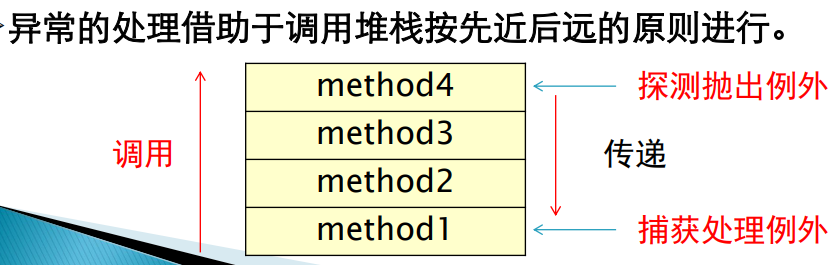 异常的处理借助于调用堆栈按先近后远的原则进行。
method4
探测抛出例外
method3
调用
传递
method2
method1
捕获处理例外